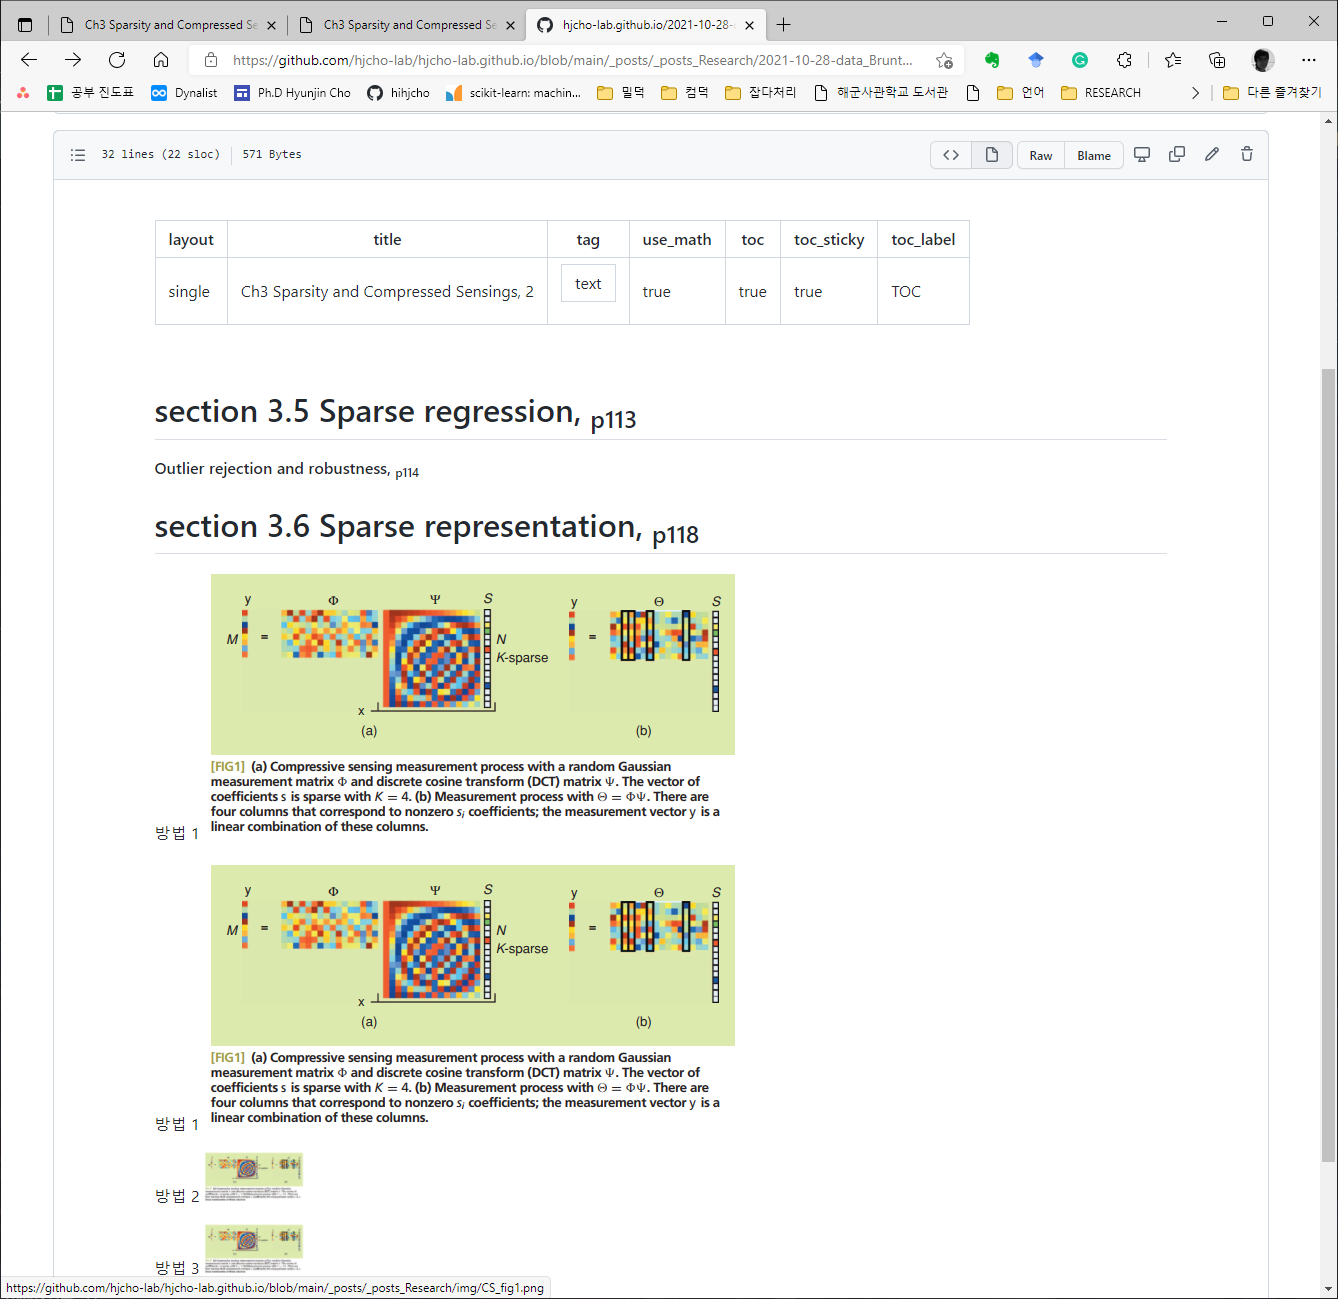 Ch3 Sparsity and Compressed Se
Ch3 Sparsity and Compressed Se
hjcho-lab.github.io/2021-10-28-
https://github.com/hjcho-lab/hjcho-lab.github.io/blob/main/_posts/_posts_Research/2021-10-28-data_Brunt...
공부 진도표
Dynalist
Ph.D Hyunjin Cho
hihjcho
scikit-learn: machin...
밀덕
컴덕
잡다처리
해군사관학교 도서관
언어
RESEARCH
다른 즐겨찾기
32 lines (22 sloc)
571 Bytes
<>
Raw
Blame
layout title tag use_math toc toc_sticky toc_label
single Ch3 Sparsity and Compressed Sensings, 2 text true true true TOC
section 3.5 Sparse regression, p113
Outlier rejection and robustness, p114
section 3.6 Sparse representation, p118
y Φ Ψ S y Θ S
M = N =
K-sparse
x
(a) (b)
[FIG1] (a) Compressive sensing measurement process with a random Gaussian
measurement matrix Φ and discrete cosine transform (DCT) matrix Ψ. The vector of
coefficients s is sparse with K = 4. (b) Measurement process with Θ = ΦΨ. There are
four columns that correspond to nonzero si coefficients; the measurement vector y is a
linear combination of these columns.
방법 1
y Φ Ψ S y Θ S
M = N =
K-sparse
x
(a) (b)
[FIG1] (a) Compressive sensing measurement process with a random Gaussian
measurement matrix Φ and discrete cosine transform (DCT) matrix Ψ. The vector of
coefficients s is sparse with K = 4. (b) Measurement process with Θ = ΦΨ. There are
four columns that correspond to nonzero si coefficients; the measurement vector y is a
linear combination of these columns.
방법 1
방법 2
방법 3
https://github.com/hjcho-lab/hjcho-lab.github.io/blob/main/_posts/_posts_Research/img/CS_fig1.png